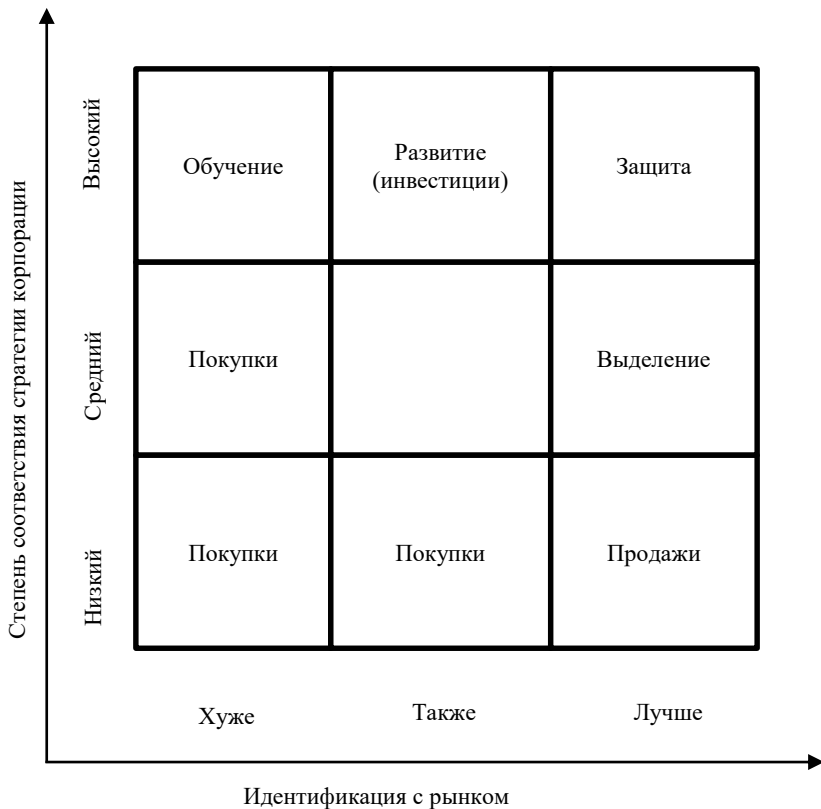 Степень соответствия стратегии корпорации
Высокий
Обучение
Развитие
(инвестиции)
Защита
Средний
Покупки
Выделение
Низкий
Покупки
Покупки
Продажи
Хуже
Также
Лучше
Идентификация с рынком